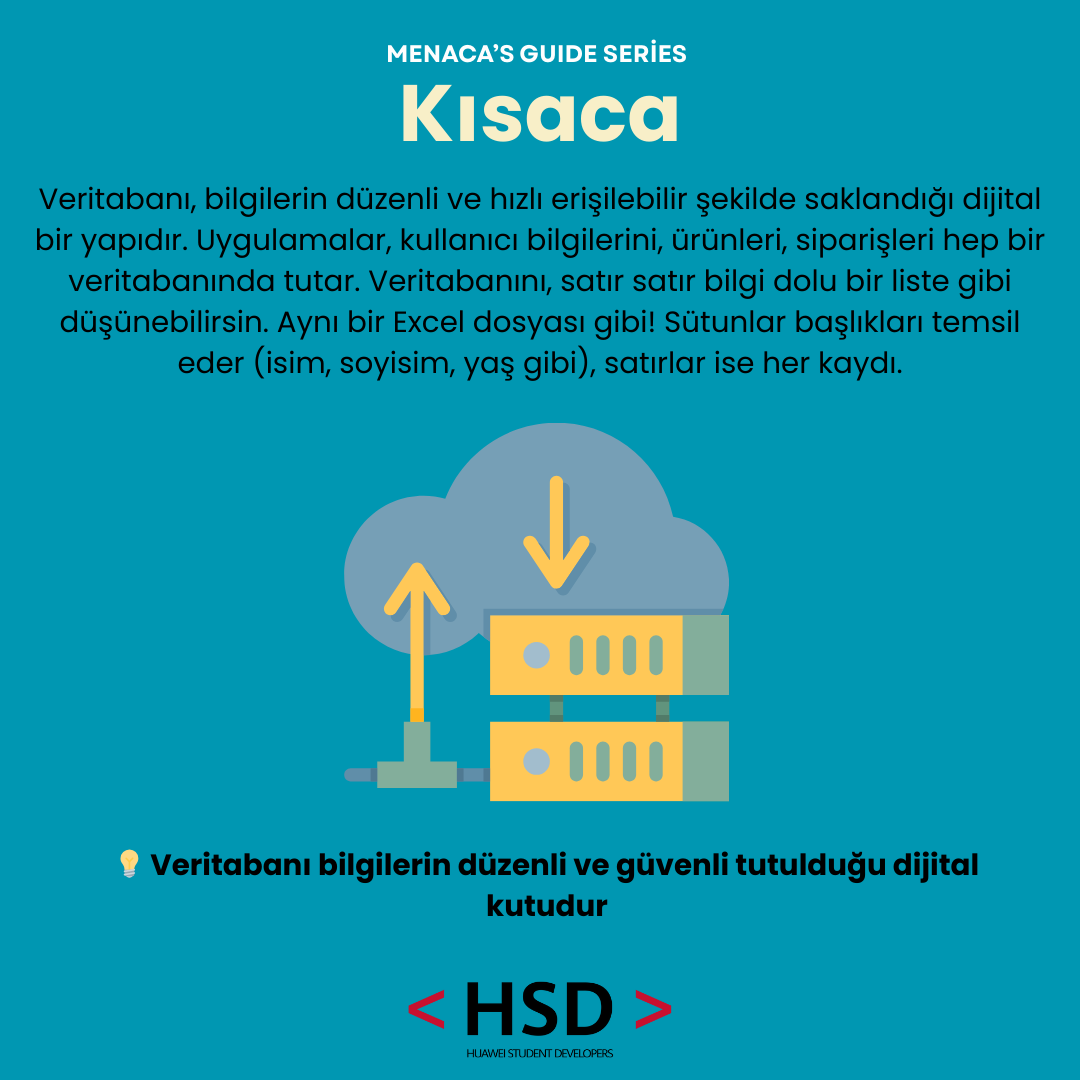 MENACA’S GUIDE SERİES
Kısaca
Veritabanı, bilgilerin düzenli ve hızlı erişilebilir şekilde saklandığı dijital
bir yapıdır. Uygulamalar, kullanıcı bilgilerini, ürünleri, siparişleri hep bir
veritabanında tutar. Veritabanını, satır satır bilgi dolu bir liste gibi
düşünebilirsin. Aynı bir Excel dosyası gibi! Sütunlar başlıkları temsil
eder (isim, soyisim, yaş gibi), satırlar ise her kaydı.
💡 Veritabanı bilgilerin düzenli ve güvenli tutulduğu dijital
kutudur
< HSD >
HUAWEI STUDENT DEVELOPERS